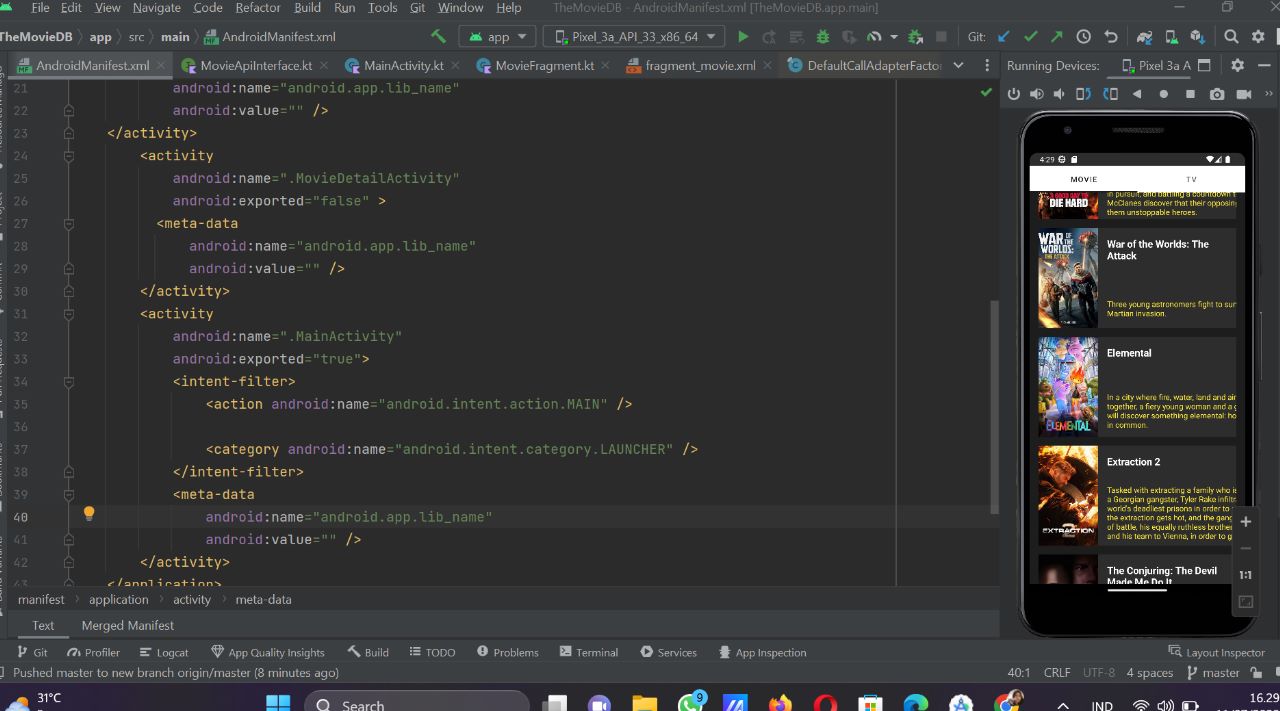 File Edit View Navigate Code Refactor Build Run Tools Git Window Help TheMovieDB - AndroidManifest.xml [TheMovieDB.app.main]
TheMovieDB app src main AndroidManifest.xml app Pixel_3a_API_33_x86_64 Git:
AndroidManifest.xml MovieApiInterface.kt MainActivity.kt MovieFragment.kt fragment_movie.xml DefaultCallAdapterFacto Running Devices: Pixel 3a A
21 android:name="android.app.lib_name"
22 android:value="" />
23 </activity>
24 <activity
25 android:name=".MovieDetailActivity"
26 android:exported="false" >
27 <meta-data
28 android:name="android.app.lib_name"
29 android:value="" />
30 </activity>
31 <activity
32 android:name=".MainActivity"
33 android:exported="true">
34 <intent-filter>
35 <action android:name="android.intent.action.MAIN" />
36
37 <category android:name="android.intent.category.LAUNCHER" />
38 </intent-filter>
39 <meta-data
40 android:name="android.app.lib_name"
41 android:value="" />
42 </activity>
43 </application>
manifest application activity meta-data
Text Merged Manifest
4:29
MOVIE TV
DIE HARD
in pursuit, and battling a countdown
McClanes discover that their opposing
them unstoppable heroes.
WAR OF THE WORLDS: THE ATTACK
War of the Worlds: The
Attack
Three young astronomers fight to sur
Martian invasion.
ELEMENTAL
Elemental
In a city where fire, water, land and air
together, a fiery young woman and a g
will discover something elemental: ho
in common.
EXTRACTION 2
Extraction 2
Tasked with extracting a family who is
a Georgian gangster, Tyler Rake infiltr
world's deadliest prisons in order to
the extraction gets hot, and the gang
of battle, his equally ruthless brother
and his team to Vienna, in order to g
The Conjuring: The Devil
Made Me Do It
1:1
Git Profiler Logcat App Quality Insights Build TODO Problems Terminal Services App Inspection Layout Inspector
Pushed master to new branch origin/master (8 minutes ago) 40:1 CRLF UTF-8 4 spaces master
31°C
Search
9
IND
16.29